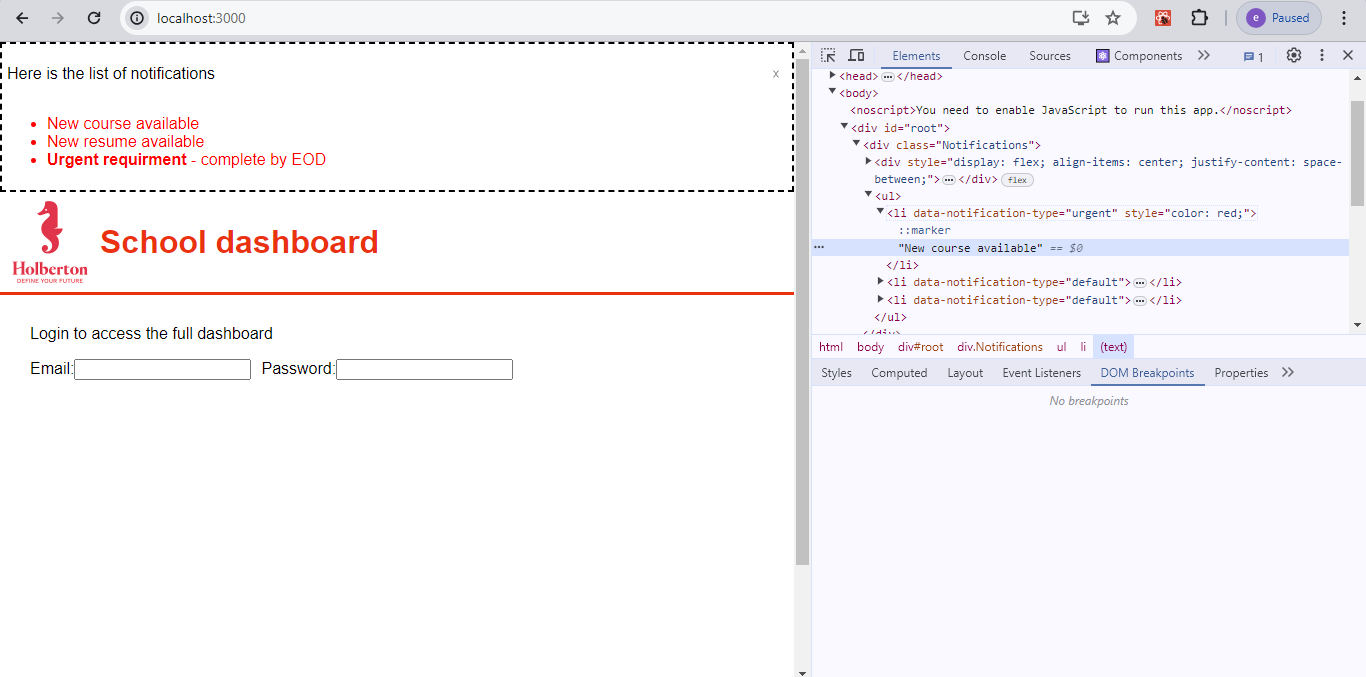 localhost:3000
e Paused
Here is the list of notifications
x
New course available
New resume available
Urgent requirment - complete by EOD
Holberton
DEFINE YOUR FUTURE.
School dashboard
Login to access the full dashboard
Email: Password:
Elements Console Sources Components 1
<head> … </head>
<body>
<noscript>You need to enable JavaScript to run this app.</noscript>
<div id="root">
<div class="Notifications">
<div style="display: flex; align-items: center; justify-content: space-
between;"> … </div> flex
<ul>
<li data-notification-type="urgent" style="color: red;">
::marker
… "New course available" == $0
</li>
<li data-notification-type="default"> … </li>
<li data-notification-type="default"> … </li>
</ul>
</div>
html body div#root div.Notifications ul li (text)
Styles Computed Layout Event Listeners DOM Breakpoints Properties
No breakpoints